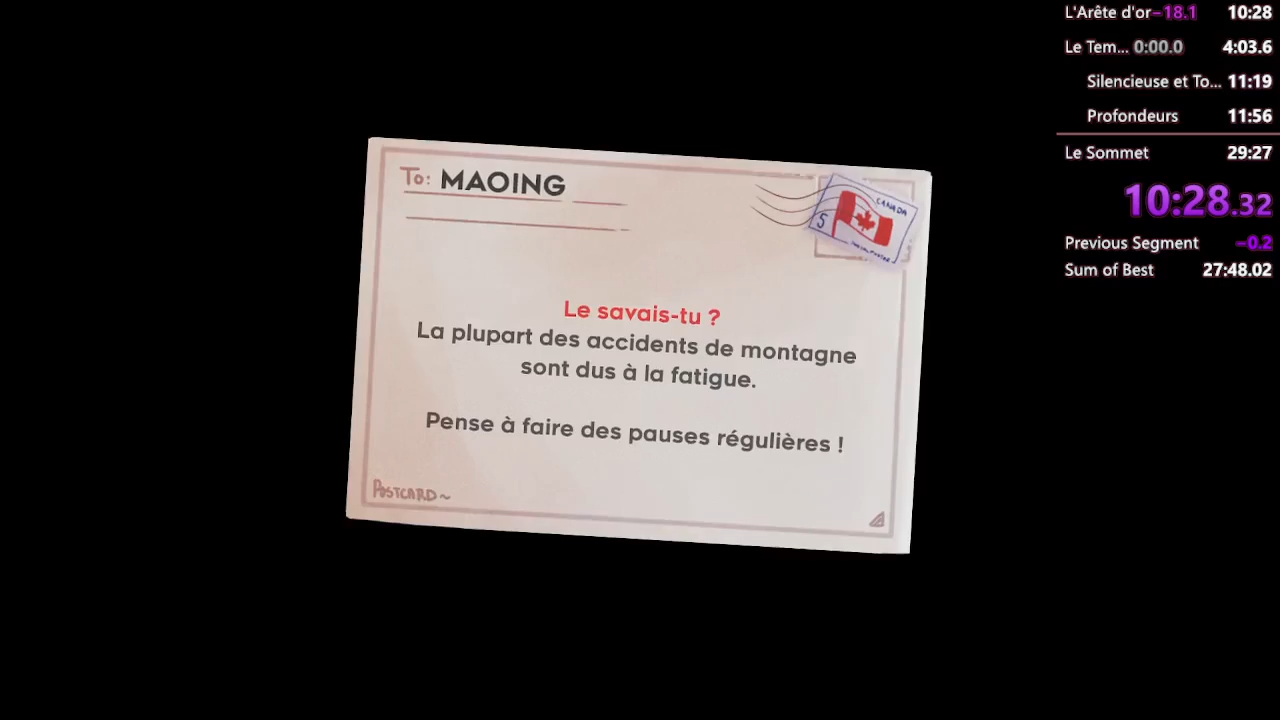 L'Arête d'or -18.1 10:28
Le Tem... 0:00.0 4:03.6
Silencieuse et To... 11:19
Profondeurs 11:56
Le Sommet 29:27
10:28.32
Previous Segment -0.2
Sum of Best 27:48.02
To: MAOING
CANADA
5
Le savais-tu ?
La plupart des accidents de montagne
sont dus à la fatigue.
Pense à faire des pauses régulières !
POSTCARD~